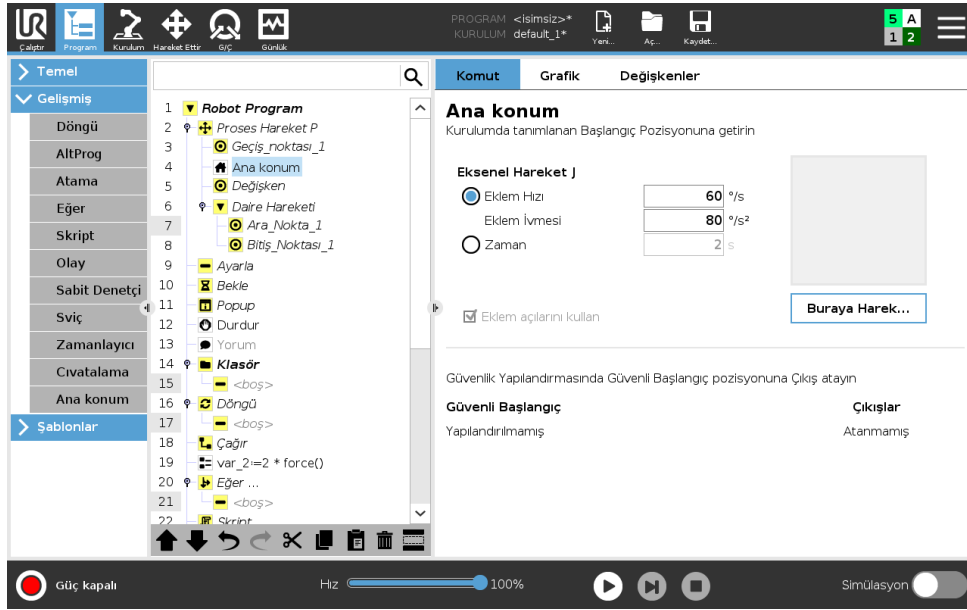 UR
PROGRAM <isimsiz>*
KURULUM default_1*
Çalıştır Program Kurulum Hareket Ettir G/Ç Günlük Yeni... Aç... Kaydet...
5 A
1 2
Temel
Gelişmiş
Döngü
AltProg
Atama
Eğer
Skript
Olay
Sabit Denetçi
Sviç
Zamanlayıcı
Cıvatalama
Ana konum
Şablonlar
1 Robot Program
2 Proses Hareket P
3 Geçiş_noktası_1
4 Ana konum
5 Değişken
6 Daire Hareketi
7 Ara_Nokta_1
8 Bitiş_Noktası_1
9 Ayarla
10 Bekle
11 Popup
12 Durdur
13 Yorum
14 Klasör
15 <boş>
16 Döngü
17 <boş>
18 Çağır
19 var_2:=2 * force()
20 Eğer ...
21 <boş>
22 Skript
Komut Grafik Değişkenler
Ana konum
Kurulumda tanımlanan Başlangıç Pozisyonuna getirin
Eksenel Hareket J
Eklem Hızı 60 °/s
Eklem İvmesi 80 °/s²
Zaman 2 s
Eklem açılarını kullan
Buraya Harek...
Güvenlik Yapılandırmasında Güvenli Başlangıç pozisyonuna Çıkış atayın
Güvenli Başlangıç Çıkışlar
Yapılandırılmamış Atanmamış
Güç kapalı Hız 100% Simülasyon